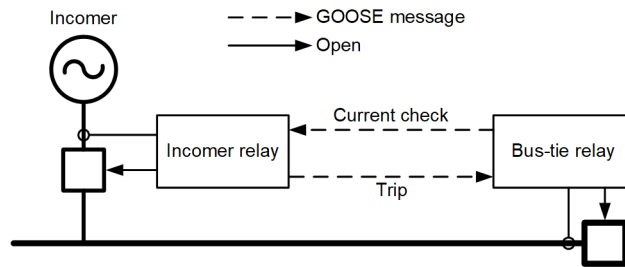 Incomer
GOOSE message
Open
Incomer relay
Current check
Trip
Bus-tie relay